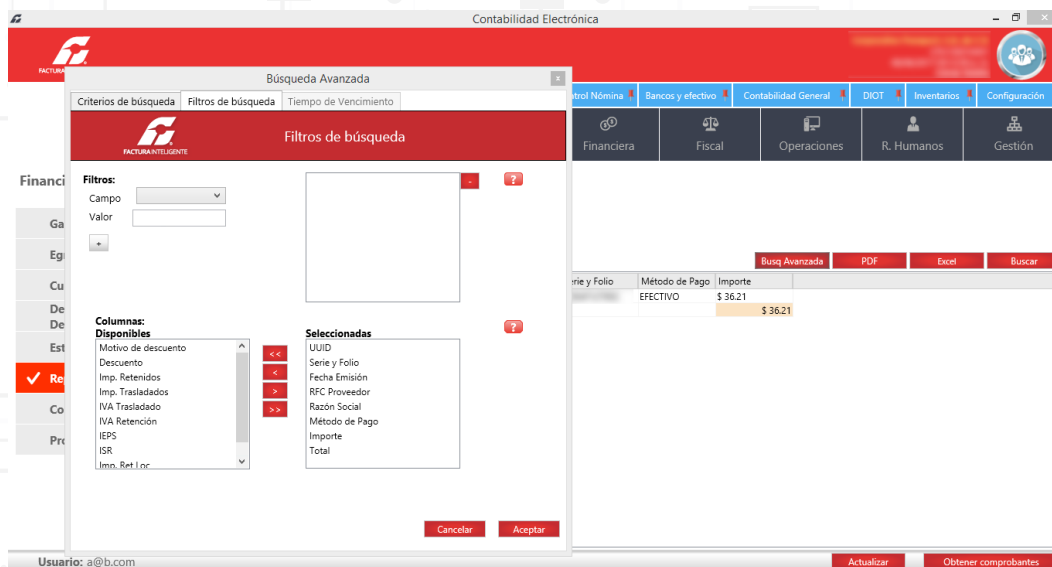 Contabilidad Electrónica
FACTURA
Búsqueda Avanzada
Criterios de búsqueda Filtros de búsqueda Tiempo de Vencimiento
Control Nómina Bancos y efectivo Contabilidad General DIOT Inventarios Configuración
FACTURA INTELIGENTE
Filtros de búsqueda
Financiera Fiscal Operaciones R. Humanos Gestión
Financi
Filtros:
Campo
Valor
+
-
?
Ga
Eg
Cu
De
De
Est
Re
Co
Pro
Busq Avanzada PDF Excel Buscar
erie y Folio Método de Pago Importe
EFECTIVO $ 36.21
$ 36.21
Columnas:
Disponibles
Motivo de descuento
Descuento
Imp. Retenidos
Imp. Trasladados
IVA Trasladado
IVA Retención
IEPS
ISR
Imp. Ret Loc
<<
<
>
>>
Seleccionadas
UUID
Serie y Folio
Fecha Emisión
RFC Proveedor
Razón Social
Método de Pago
Importe
Total
?
Cancelar Aceptar
Usuario: a@b.com
Actualizar Obtener comprobantes